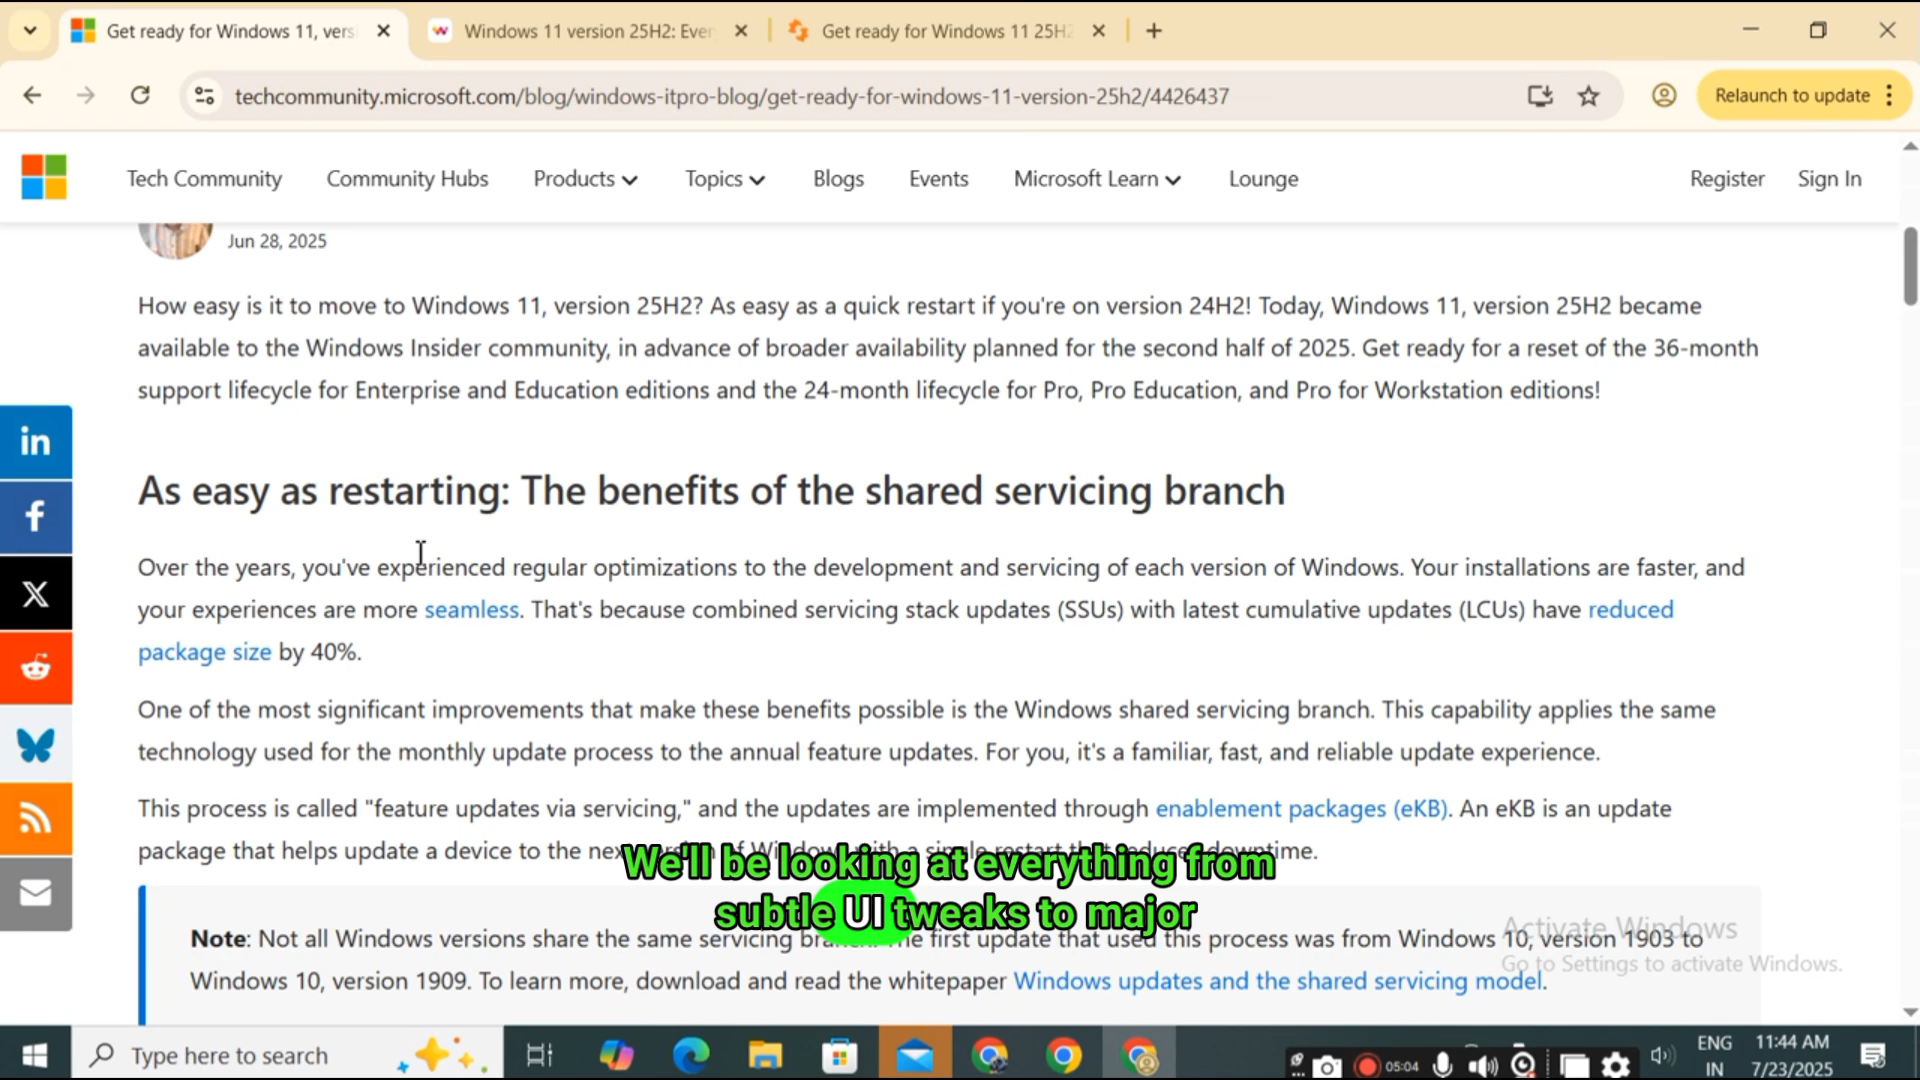 Get ready for Windows 11, vers
Windows 11 version 25H2: Ever
Get ready for Windows 11 25H2
techcommunity.microsoft.com/blog/windows-itpro-blog/get-ready-for-windows-11-version-25h2/4426437
Relaunch to update
Tech Community
Community Hubs
Products
Topics
Blogs
Events
Microsoft Learn
Lounge
Register
Sign In
Jun 28, 2025
How easy is it to move to Windows 11, version 25H2? As easy as a quick restart if you're on version 24H2! Today, Windows 11, version 25H2 became
available to the Windows Insider community, in advance of broader availability planned for the second half of 2025. Get ready for a reset of the 36-month
support lifecycle for Enterprise and Education editions and the 24-month lifecycle for Pro, Pro Education, and Pro for Workstation editions!
As easy as restarting: The benefits of the shared servicing branch
Over the years, you've experienced regular optimizations to the development and servicing of each version of Windows. Your installations are faster, and
your experiences are more seamless. That's because combined servicing stack updates (SSUs) with latest cumulative updates (LCUs) have reduced
package size by 40%.
One of the most significant improvements that make these benefits possible is the Windows shared servicing branch. This capability applies the same
technology used for the monthly update process to the annual feature updates. For you, it's a familiar, fast, and reliable update experience.
This process is called "feature updates via servicing," and the updates are implemented through enablement packages (eKB). An eKB is an update
package that helps update a device to the next version of Windows with a simple restart that reduces downtime.
We'll be looking at everything from
subtle UI tweaks to major
Note: Not all Windows versions share the same servicing branch. The first update that used this process was from Windows 10, version 1903 to
Windows 10, version 1909. To learn more, download and read the whitepaper Windows updates and the shared servicing model.
Activate Windows
Go to Settings to activate Windows.
Type here to search
05:04
ENG
IN
11:44 AM
7/23/2025